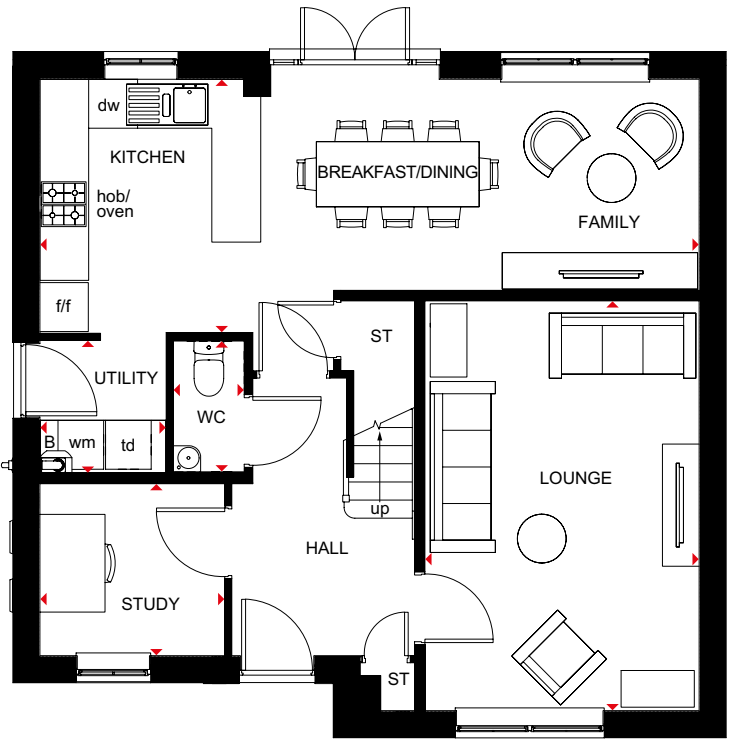 dw
KITCHEN
BREAKFAST/DINING
hob/
oven
FAMILY
f/f
ST
UTILITY
WC
B
wm
td
LOUNGE
up
HALL
STUDY
ST